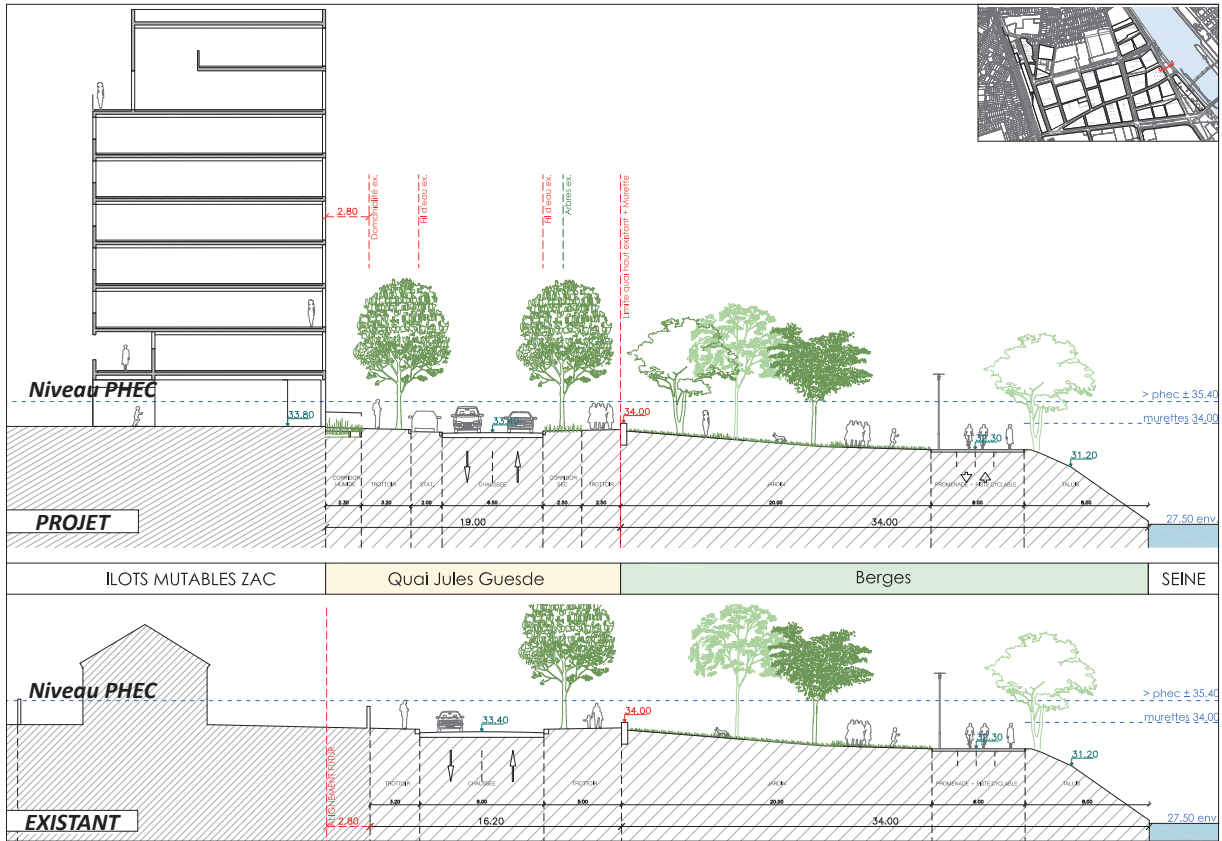 2.80
Domanialité ex.
Fil d'eau ex.
Fil d'eau ex.
Arbres ex.
Limite quai haut existant + Murette
Niveau PHEC
> phec ± 35.40
murettes 34.00
33.80
33.40
34.00
32.30
31.20
CORRIDOR HUMIDE
TROTTOIR
STAT.
CHAUSSEE
CORRIDOR SEC
TROTTOIR
JARDIN
PROMENADE + PISTE CYCLABLE
TALUS
2.30
3.20
2.00
6.50
2.50
2.50
20.00
6.00
8.00
PROJET
19.00
34.00
27.50 env.
ILOTS MUTABLES ZAC
Quai Jules Guesde
Berges
SEINE
Niveau PHEC
> phec ± 35.40
murettes 34.00
33.40
34.00
32.30
31.20
ALIGNEMENT FUTUR
TROTTOIR
CHAUSSEE
TROTTOIR
JARDIN
PROMENADE + PISTE CYCLABLE
TALUS
3.20
8.00
5.00
20.00
6.00
8.00
EXISTANT
2.80
16.20
34.00
27.50 env.